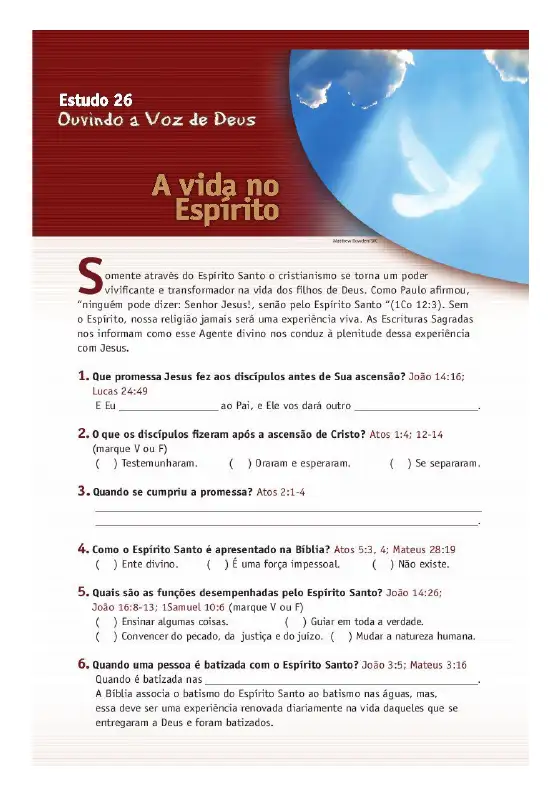 Estudo 26
Ouvindo a Voz de Deus
A vida no
Espírito
Somente através do Espírito Santo o cristianismo se torna um poder
vivificante e transformador na vida dos filhos de Deus. Como Paulo afirmou,
“ninguém pode dizer: Senhor Jesus!, senão pelo Espírito Santo “(1Co 12:3). Sem
o Espírito, nossa religião jamais será uma experiência viva. As Escrituras Sagradas
nos informam como esse Agente divino nos conduz à plenitude dessa experiência
com Jesus.
1. Que promessa Jesus fez aos discípulos antes de Sua ascensão? João 14:16;
Lucas 24:49
E Eu ____________________ ao Pai, e Ele vos dará outro _________________________.
2. O que os discípulos fizeram após a ascensão de Cristo? Atos 1:4; 12-14
(marque V ou F)
( ) Testemunharam. ( ) Oraram e esperaram. ( ) Se separaram.
3. Quando se cumpriu a promessa? Atos 2:1-4
______________________________________________________________________________
______________________________________________________________________________.
4. Como o Espírito Santo é apresentado na Bíblia? Atos 5:3, 4; Mateus 28:19
( ) Ente divino. ( ) É uma força impessoal. ( ) Não existe.
5. Quais são as funções desempenhadas pelo Espírito Santo? João 14:26;
João 16:8-13; 1Samuel 10:6 (marque V ou F)
( ) Ensinar algumas coisas. ( ) Guiar em toda a verdade.
( ) Convencer do pecado, da justiça e do juízo. ( ) Mudar a natureza humana.
6. Quando uma pessoa é batizada com o Espírito Santo? João 3:5; Mateus 3:16
Quando é batizada nas _______________________________________________________.
A Bíblia associa o batismo do Espírito Santo ao batismo nas águas, mas,
essa deve ser uma experiência renovada diariamente na vida daqueles que se
entregaram a Deus e foram batizados.